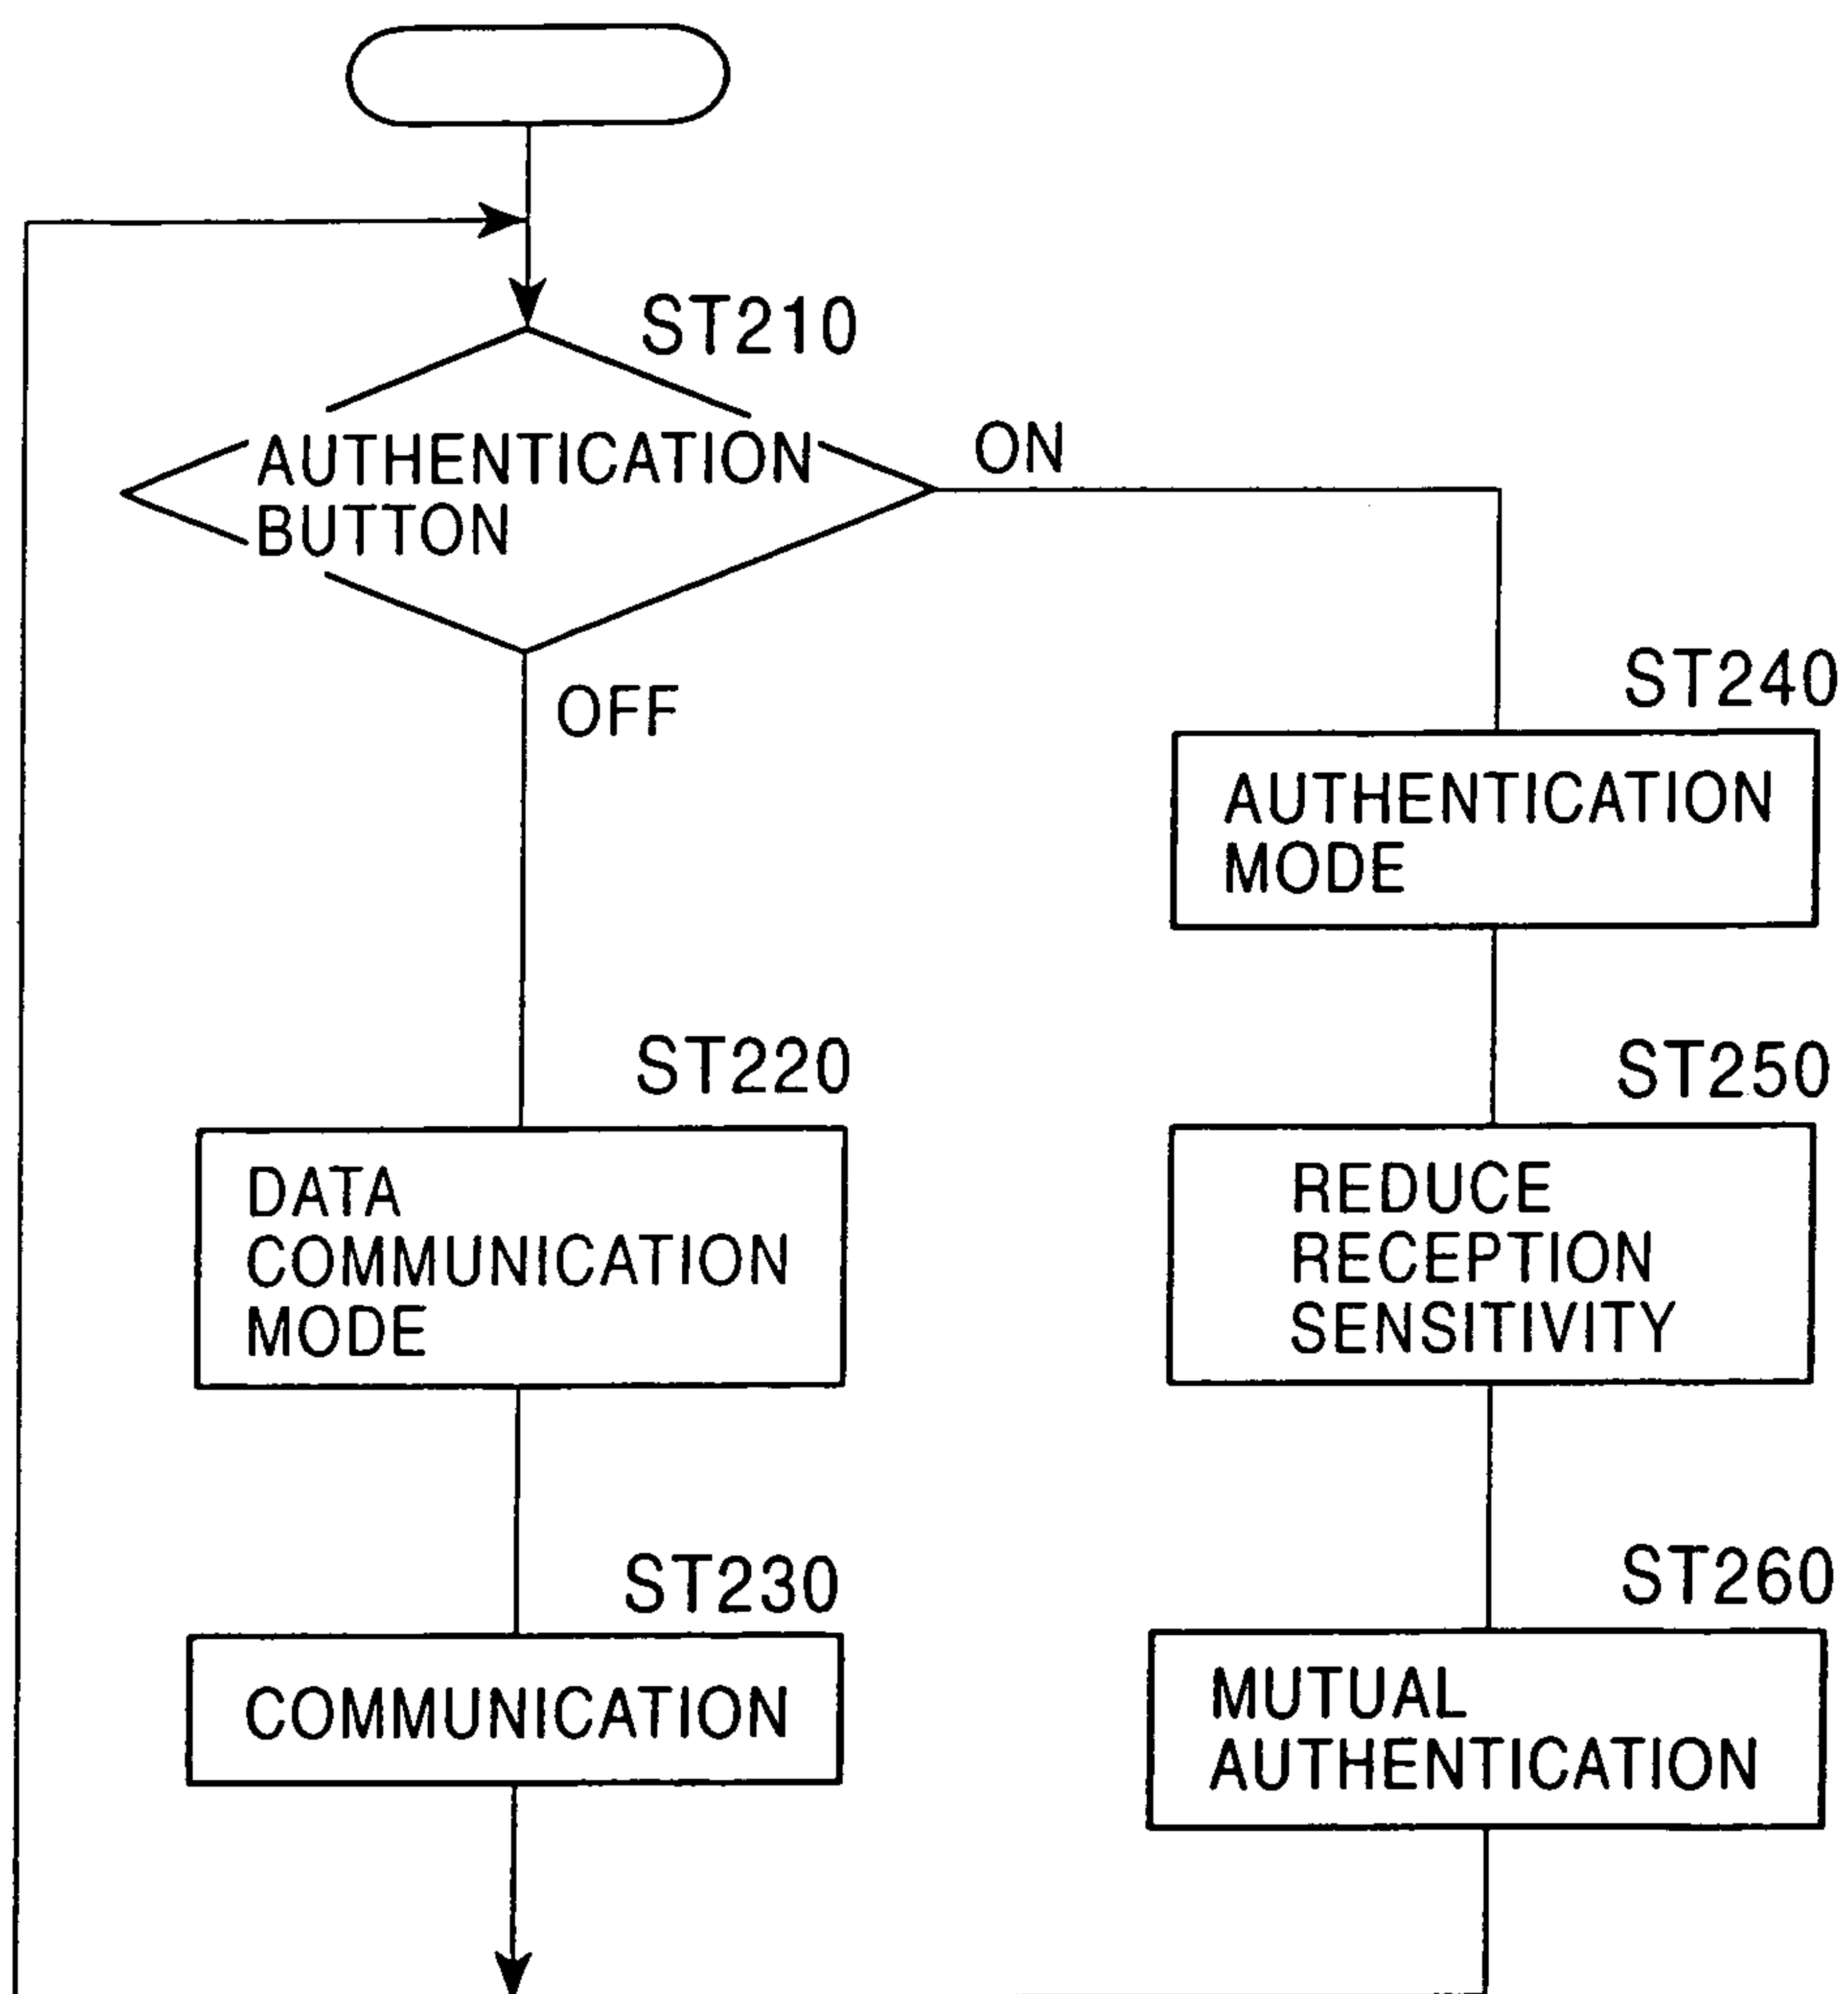 ST210
AUTHENTICATION
BUTTON
ON
OFF
ST240
AUTHENTICATION
MODE
ST220
DATA
COMMUNICATION
MODE
ST250
REDUCE
RECEPTION
SENSITIVITY
ST230
COMMUNICATION
ST260
MUTUAL
AUTHENTICATION